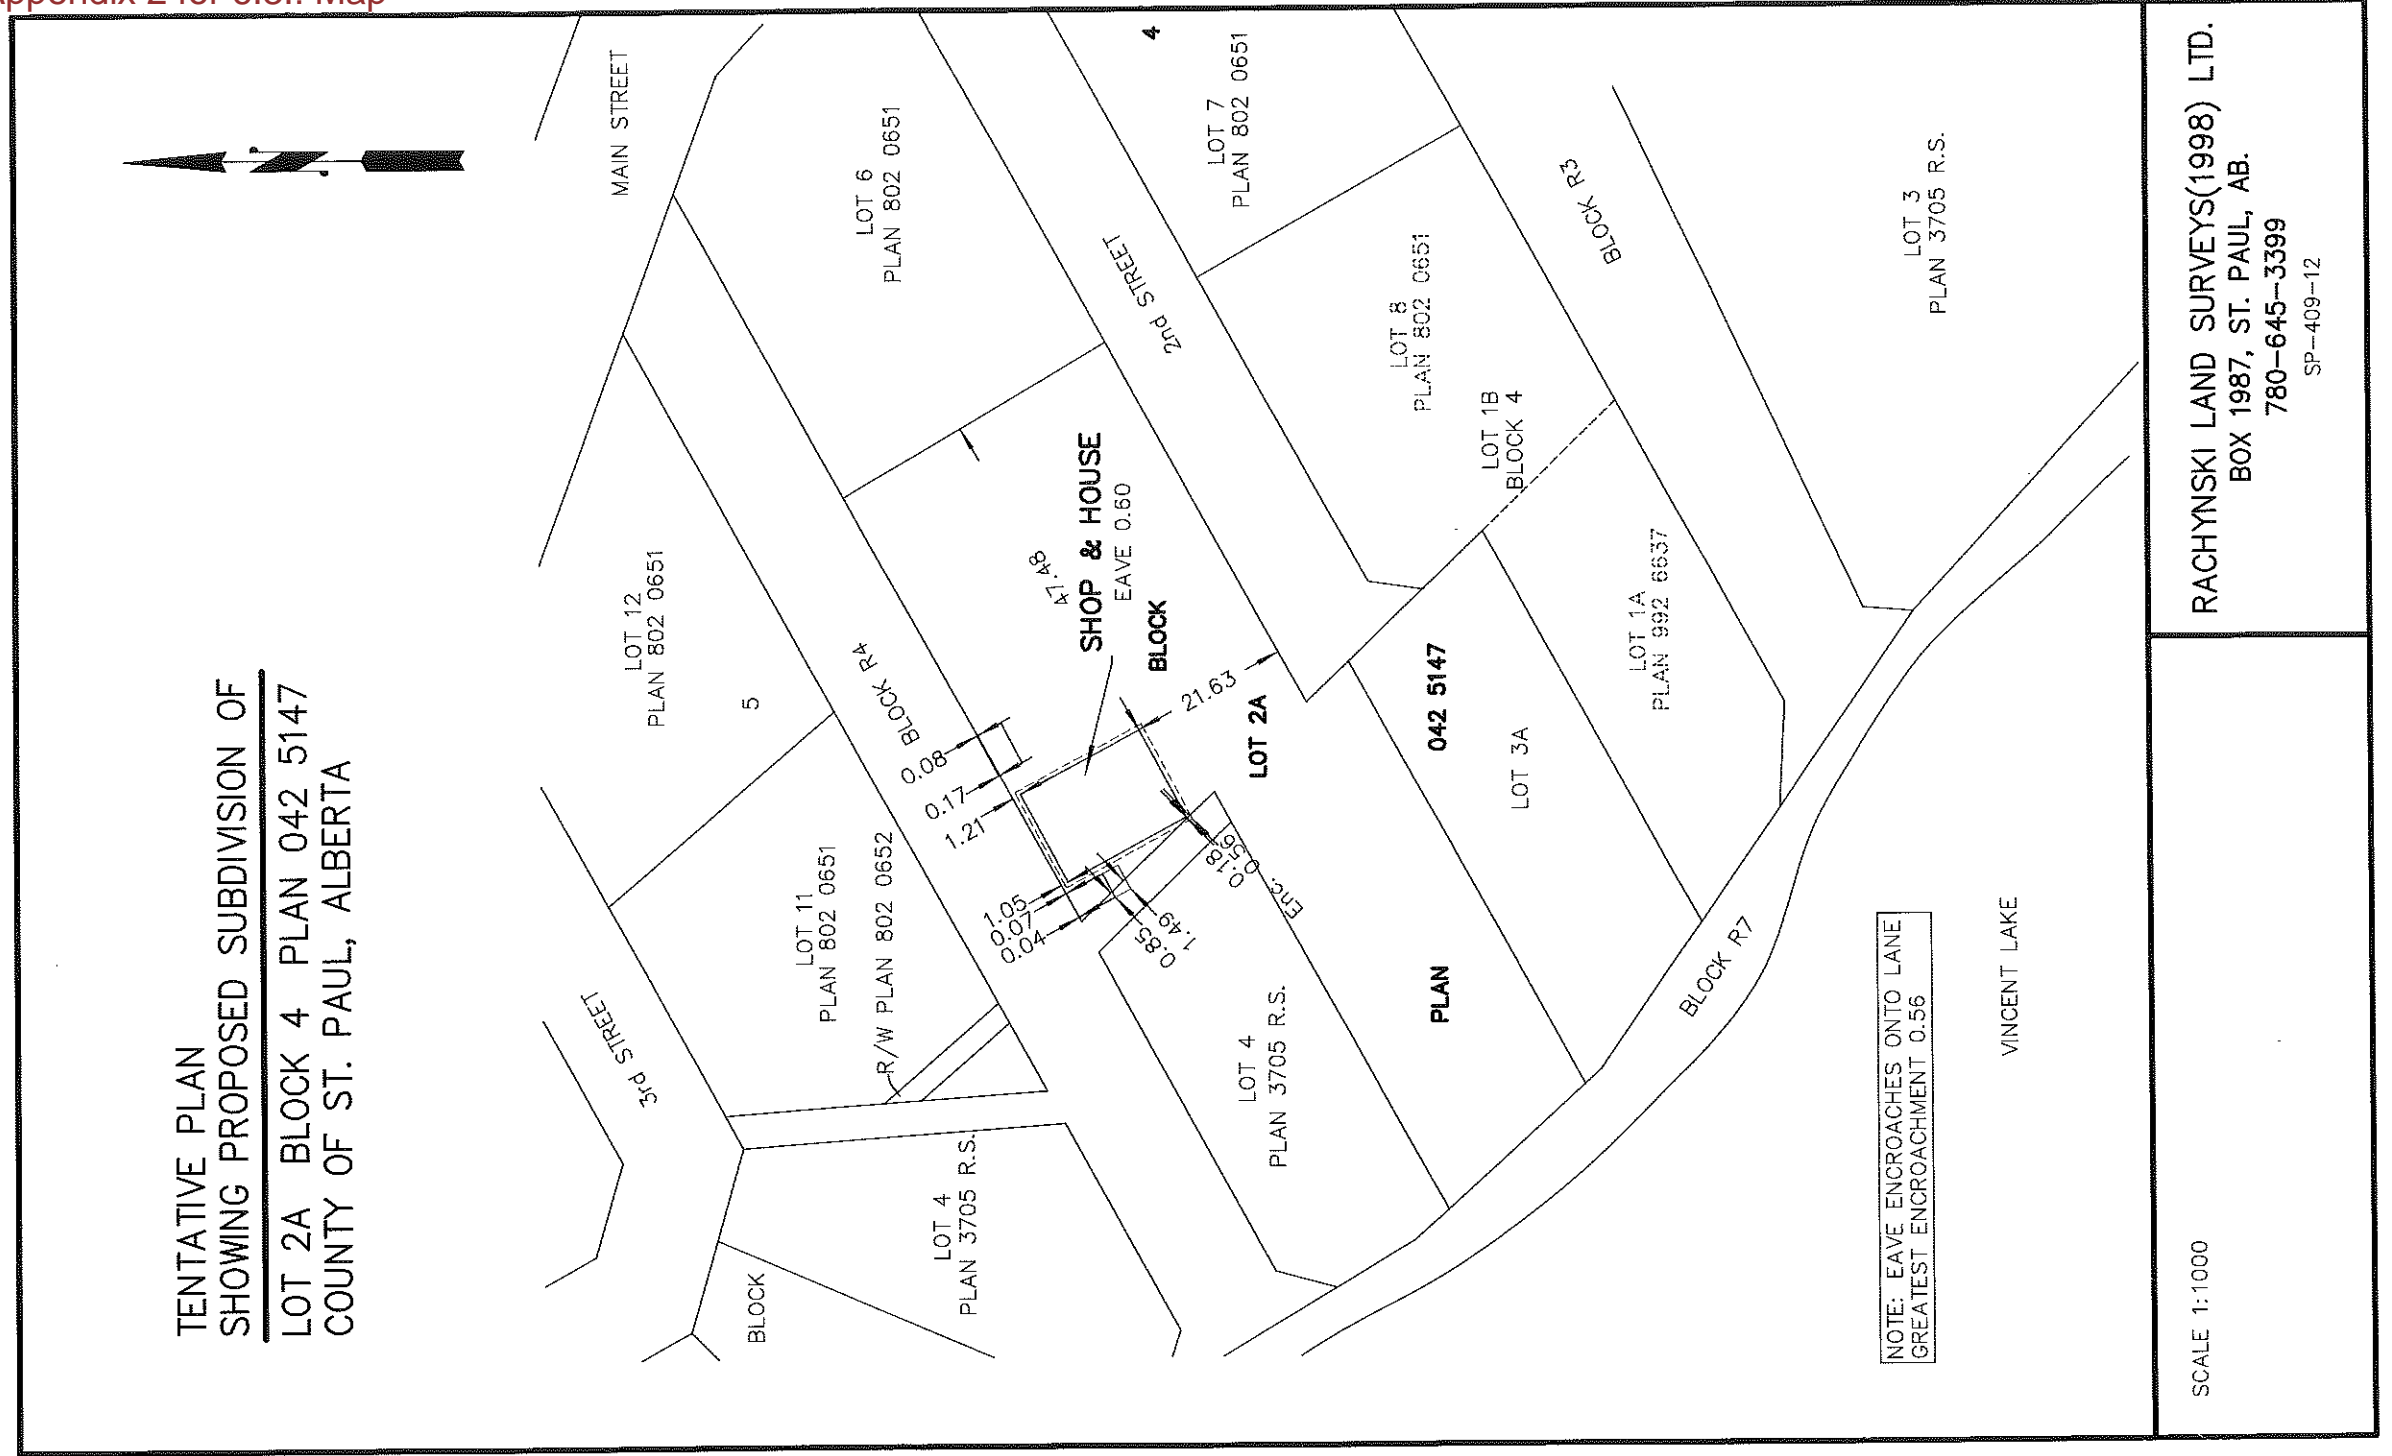 TENTATIVE PLAN
SHOWING PROPOSED SUBDIVISION OF
LOT 2A BLOCK 4 PLAN 042 5147
COUNTY OF ST. PAUL, ALBERTA
MAIN STREET
LOT 12
PLAN 802 0651
5
LOT 6
PLAN 802 0651
4
LOT 7
PLAN 802 0651
3rd STREET
LOT 11
PLAN 802 0651
R/W PLAN 802 0652
BLOCK R4
2nd STREET
LOT 8
PLAN 802 0651
BLOCK R3
LOT 1B
BLOCK 4
47.48
SHOP & HOUSE
EAVE 0.60
BLOCK
0.08
0.17
1.21
21.63
1.05
0.07
0.04
0.85
1.49
0.18
0.56
Enc.
LOT 2A
042 5147
PLAN
LOT 3A
LOT 1A
PLAN 992 6637
LOT 3
PLAN 3705 R.S.
BLOCK
LOT 4
PLAN 3705 R.S.
LOT 4
PLAN 3705 R.S.
BLOCK R7
VINCENT LAKE
NOTE: EAVE ENCROACHES ONTO LANE
GREATEST ENCROACHMENT 0.56
SCALE 1:1000
RACHYNSKI LAND SURVEYS(1998) LTD.
BOX 1987, ST. PAUL, AB.
780-645-3399
SP-409-12